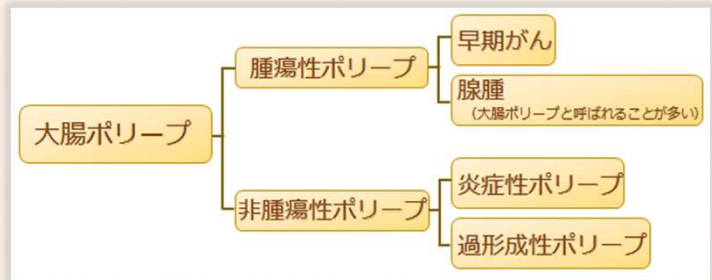 大腸ポリープ
腫瘍性ポリープ
早期がん
腺腫
（大腸ポリープと呼ばれることが多い）
非腫瘍性ポリープ
炎症性ポリープ
過形成性ポリープ